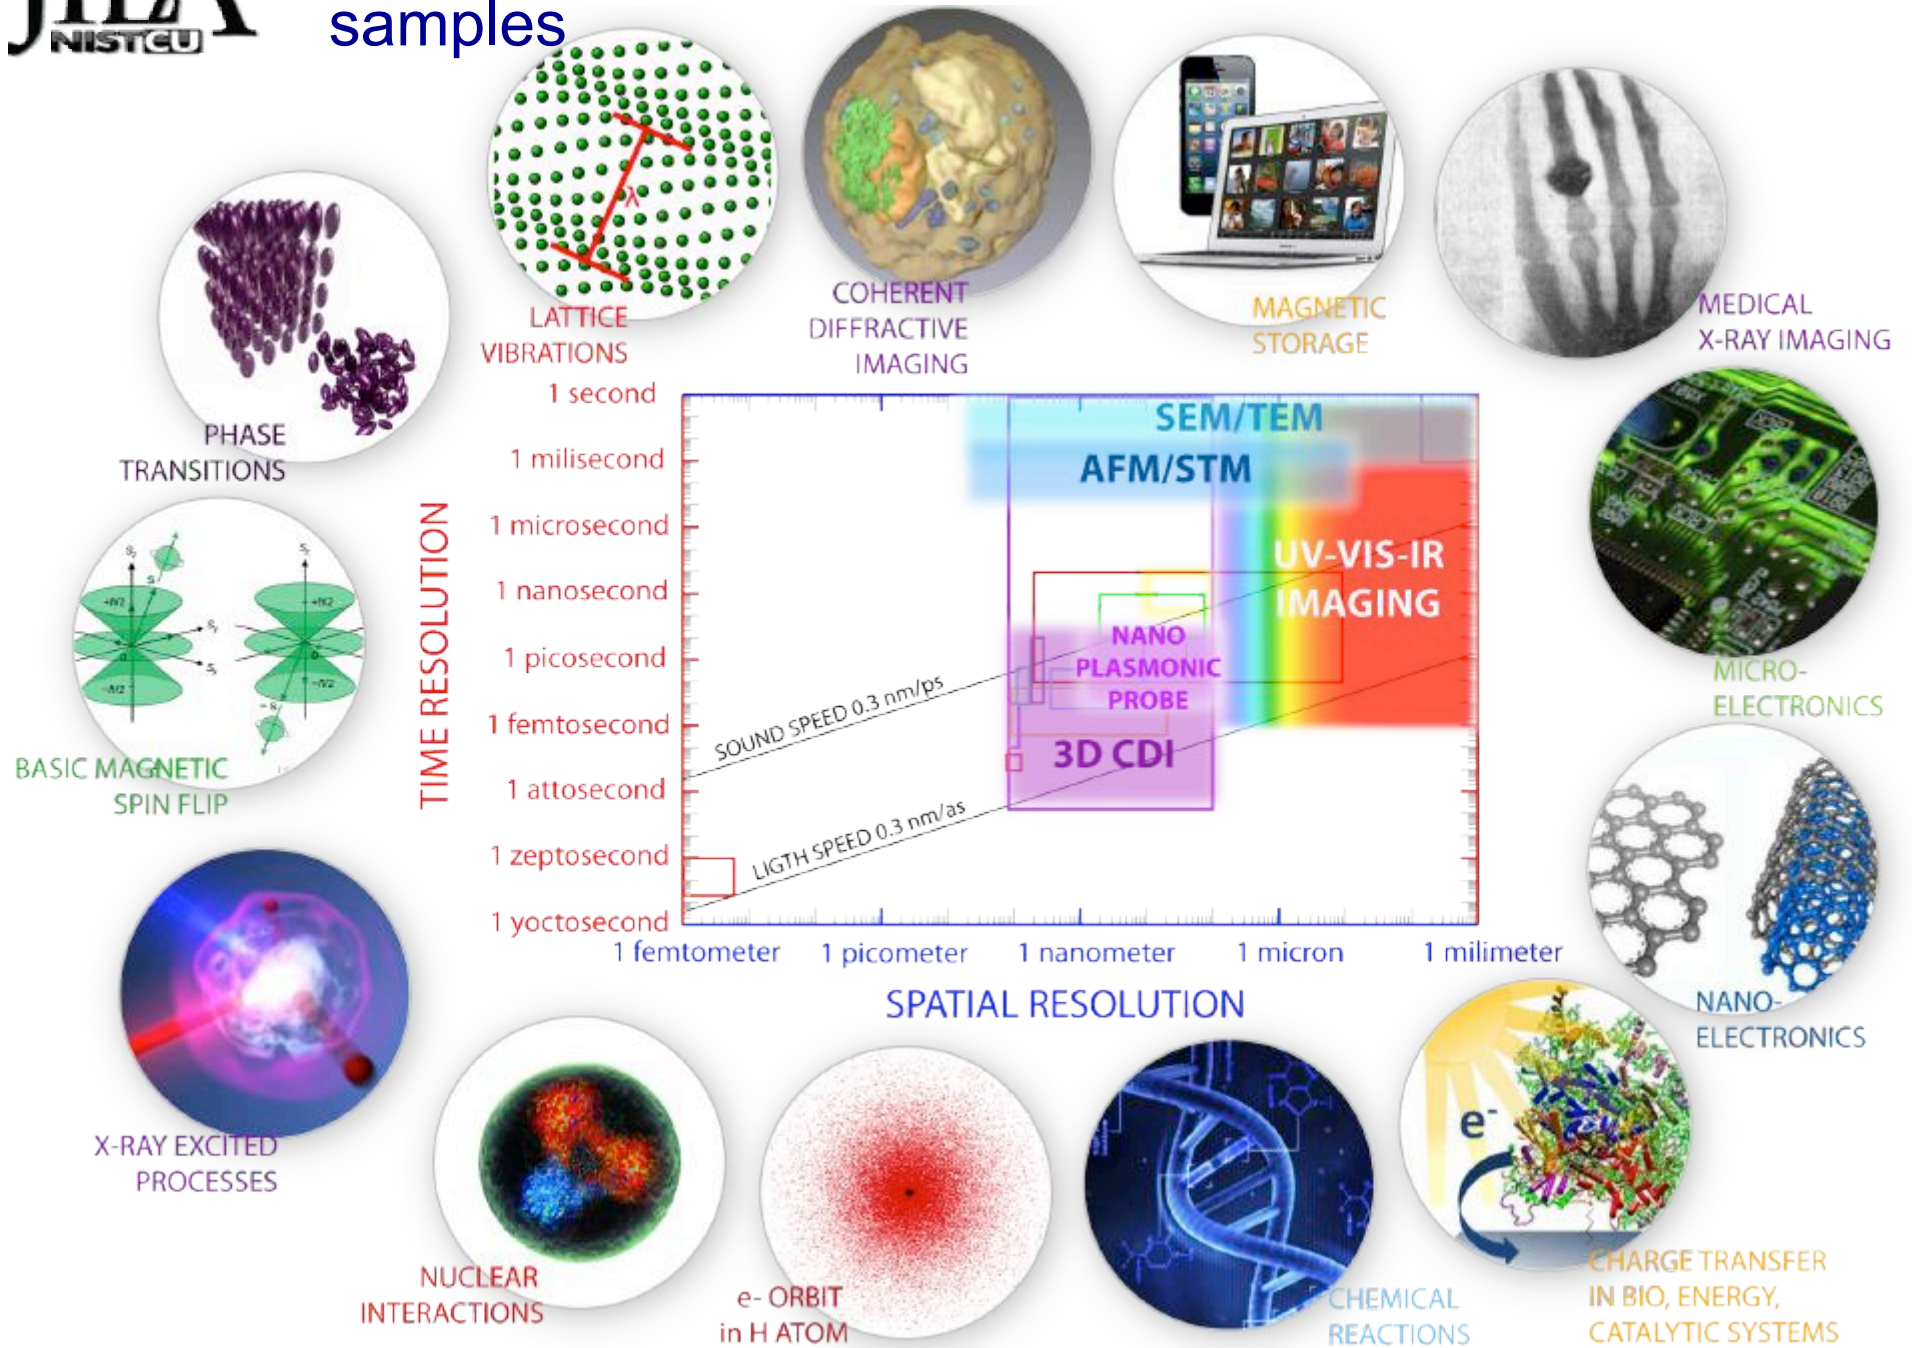 JILA
NIST CU
samples
λ
LATTICE
VIBRATIONS
COHERENT
DIFFRACTIVE
IMAGING
MAGNETIC
STORAGE
MEDICAL
X-RAY IMAGING
PHASE
TRANSITIONS
BASIC MAGNETIC
SPIN FLIP
X-RAY EXCITED
PROCESSES
NUCLEAR
INTERACTIONS
e- ORBIT
in H ATOM
CHEMICAL
REACTIONS
e-
CHARGE TRANSFER
IN BIO, ENERGY,
CATALYTIC SYSTEMS
NANO-
ELECTRONICS
MICRO-
ELECTRONICS
TIME RESOLUTION
1 second
1 milisecond
1 microsecond
1 nanosecond
1 picosecond
1 femtosecond
1 attosecond
1 zeptosecond
1 yoctosecond
SEM/TEM
AFM/STM
UV-VIS-IR
IMAGING
NANO
PLASMONIC
PROBE
3D CDI
SOUND SPEED 0.3 nm/ps
LIGTH SPEED 0.3 nm/as
1 femtometer
1 picometer
1 nanometer
1 micron
1 milimeter
SPATIAL RESOLUTION